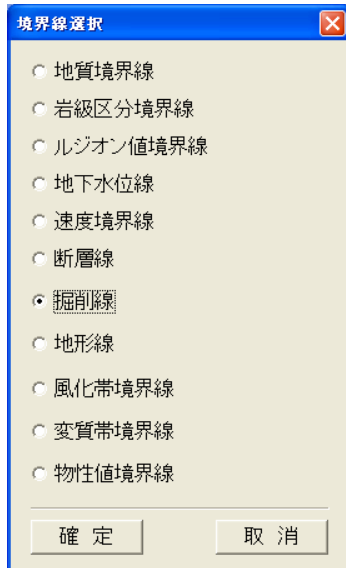 境界線選択
地質境界線
岩級区分境界線
ルジオン値境界線
地下水位線
速度境界線
断層線
掘削線
地形線
風化帯境界線
変質帯境界線
物性値境界線
確 定
取 消